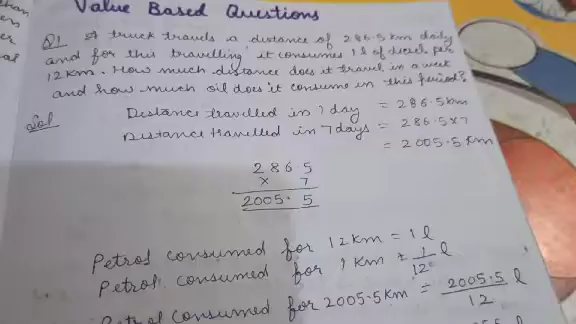 Value Based Questions
Q1 A truck travels a distance of 286.5 km daily
and for this travelling it consumes 1 l of diesel per
12 km. How much distance does it travel in a week
and how much oil does it consume in this period?
Sol Distance travelled in 1 day = 286.5 km
Distance travelled in 7 days = 286.5 x 7
= 2005.5 km
286.5
x 7
2005.5
Petrol consumed for 12 km = 1 l
Petrol consumed for 1 km = 1/12 l
Petrol consumed for 2005.5 km = 2005.5/12 l